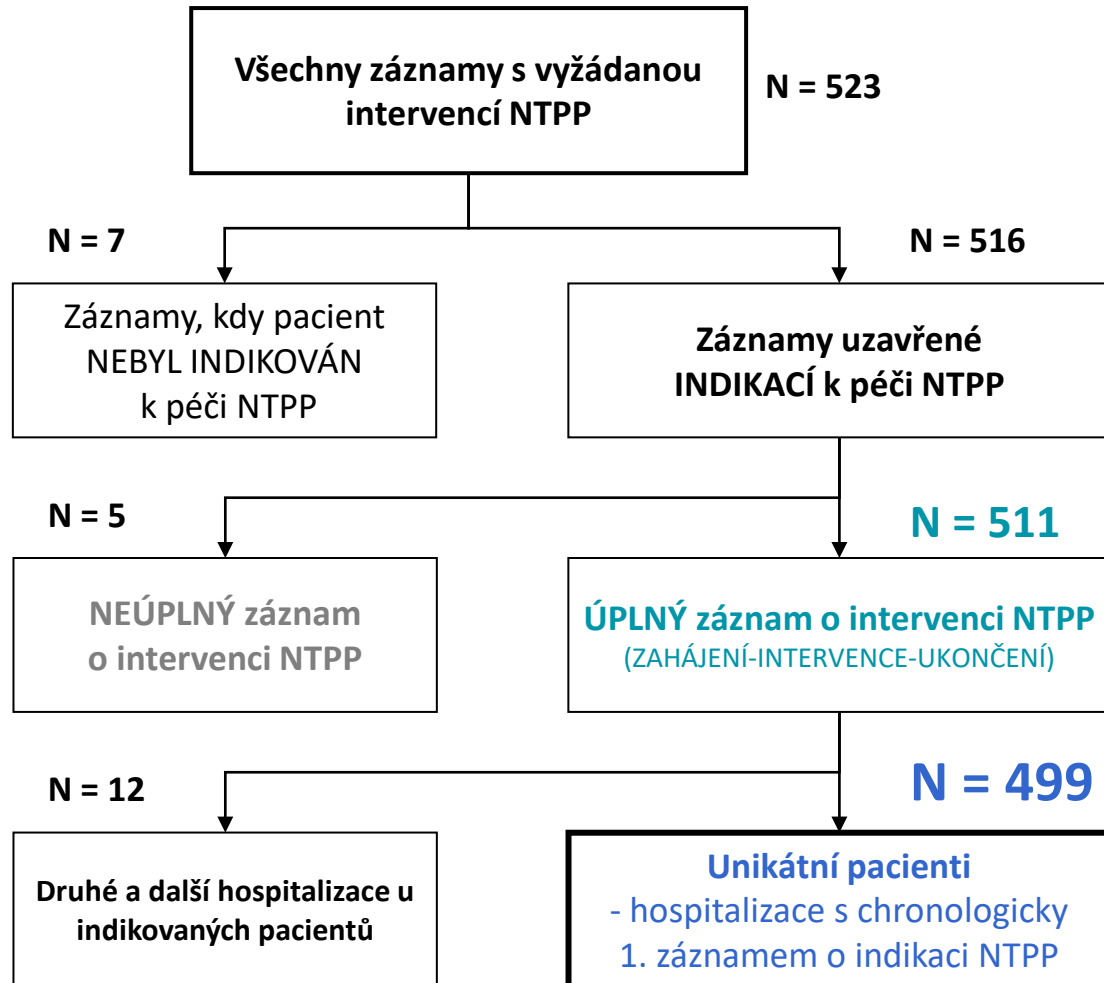 Všechny záznamy s vyžádanou
intervencí NTPP
N = 523
N = 7
N = 516
Záznamy, kdy pacient
NEBYL INDIKOVÁN
k péči NTPP
Záznamy uzavřené
INDIKACÍ k péči NTPP
N = 5
N = 511
NEÚPLNÝ záznam
o intervenci NTPP
ÚPLNÝ záznam o intervenci NTPP
(ZAHÁJENÍ-INTERVENCE-UKONČENÍ)
N = 12
N = 499
Druhé a další hospitalizace u
indikovaných pacientů
Unikátní pacienti
- hospitalizace s chronologicky
1. záznamem o indikaci NTPP